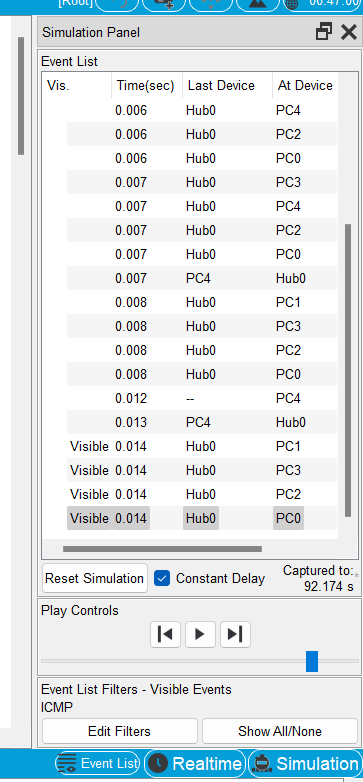 [Root]
00:47:00
Simulation Panel
Event List
Vis. Time(sec) Last Device At Device
0.006 Hub0 PC4
0.006 Hub0 PC2
0.006 Hub0 PC0
0.007 Hub0 PC3
0.007 Hub0 PC4
0.007 Hub0 PC2
0.007 Hub0 PC0
0.007 PC4 Hub0
0.008 Hub0 PC1
0.008 Hub0 PC3
0.008 Hub0 PC2
0.008 Hub0 PC0
0.012 -- PC4
0.013 PC4 Hub0
Visible 0.014 Hub0 PC1
Visible 0.014 Hub0 PC3
Visible 0.014 Hub0 PC2
Visible 0.014 Hub0 PC0
Reset Simulation
Constant Delay
Captured to:
92.174 s
Play Controls
Event List Filters - Visible Events
ICMP
Edit Filters
Show All/None
Event List
Realtime
Simulation